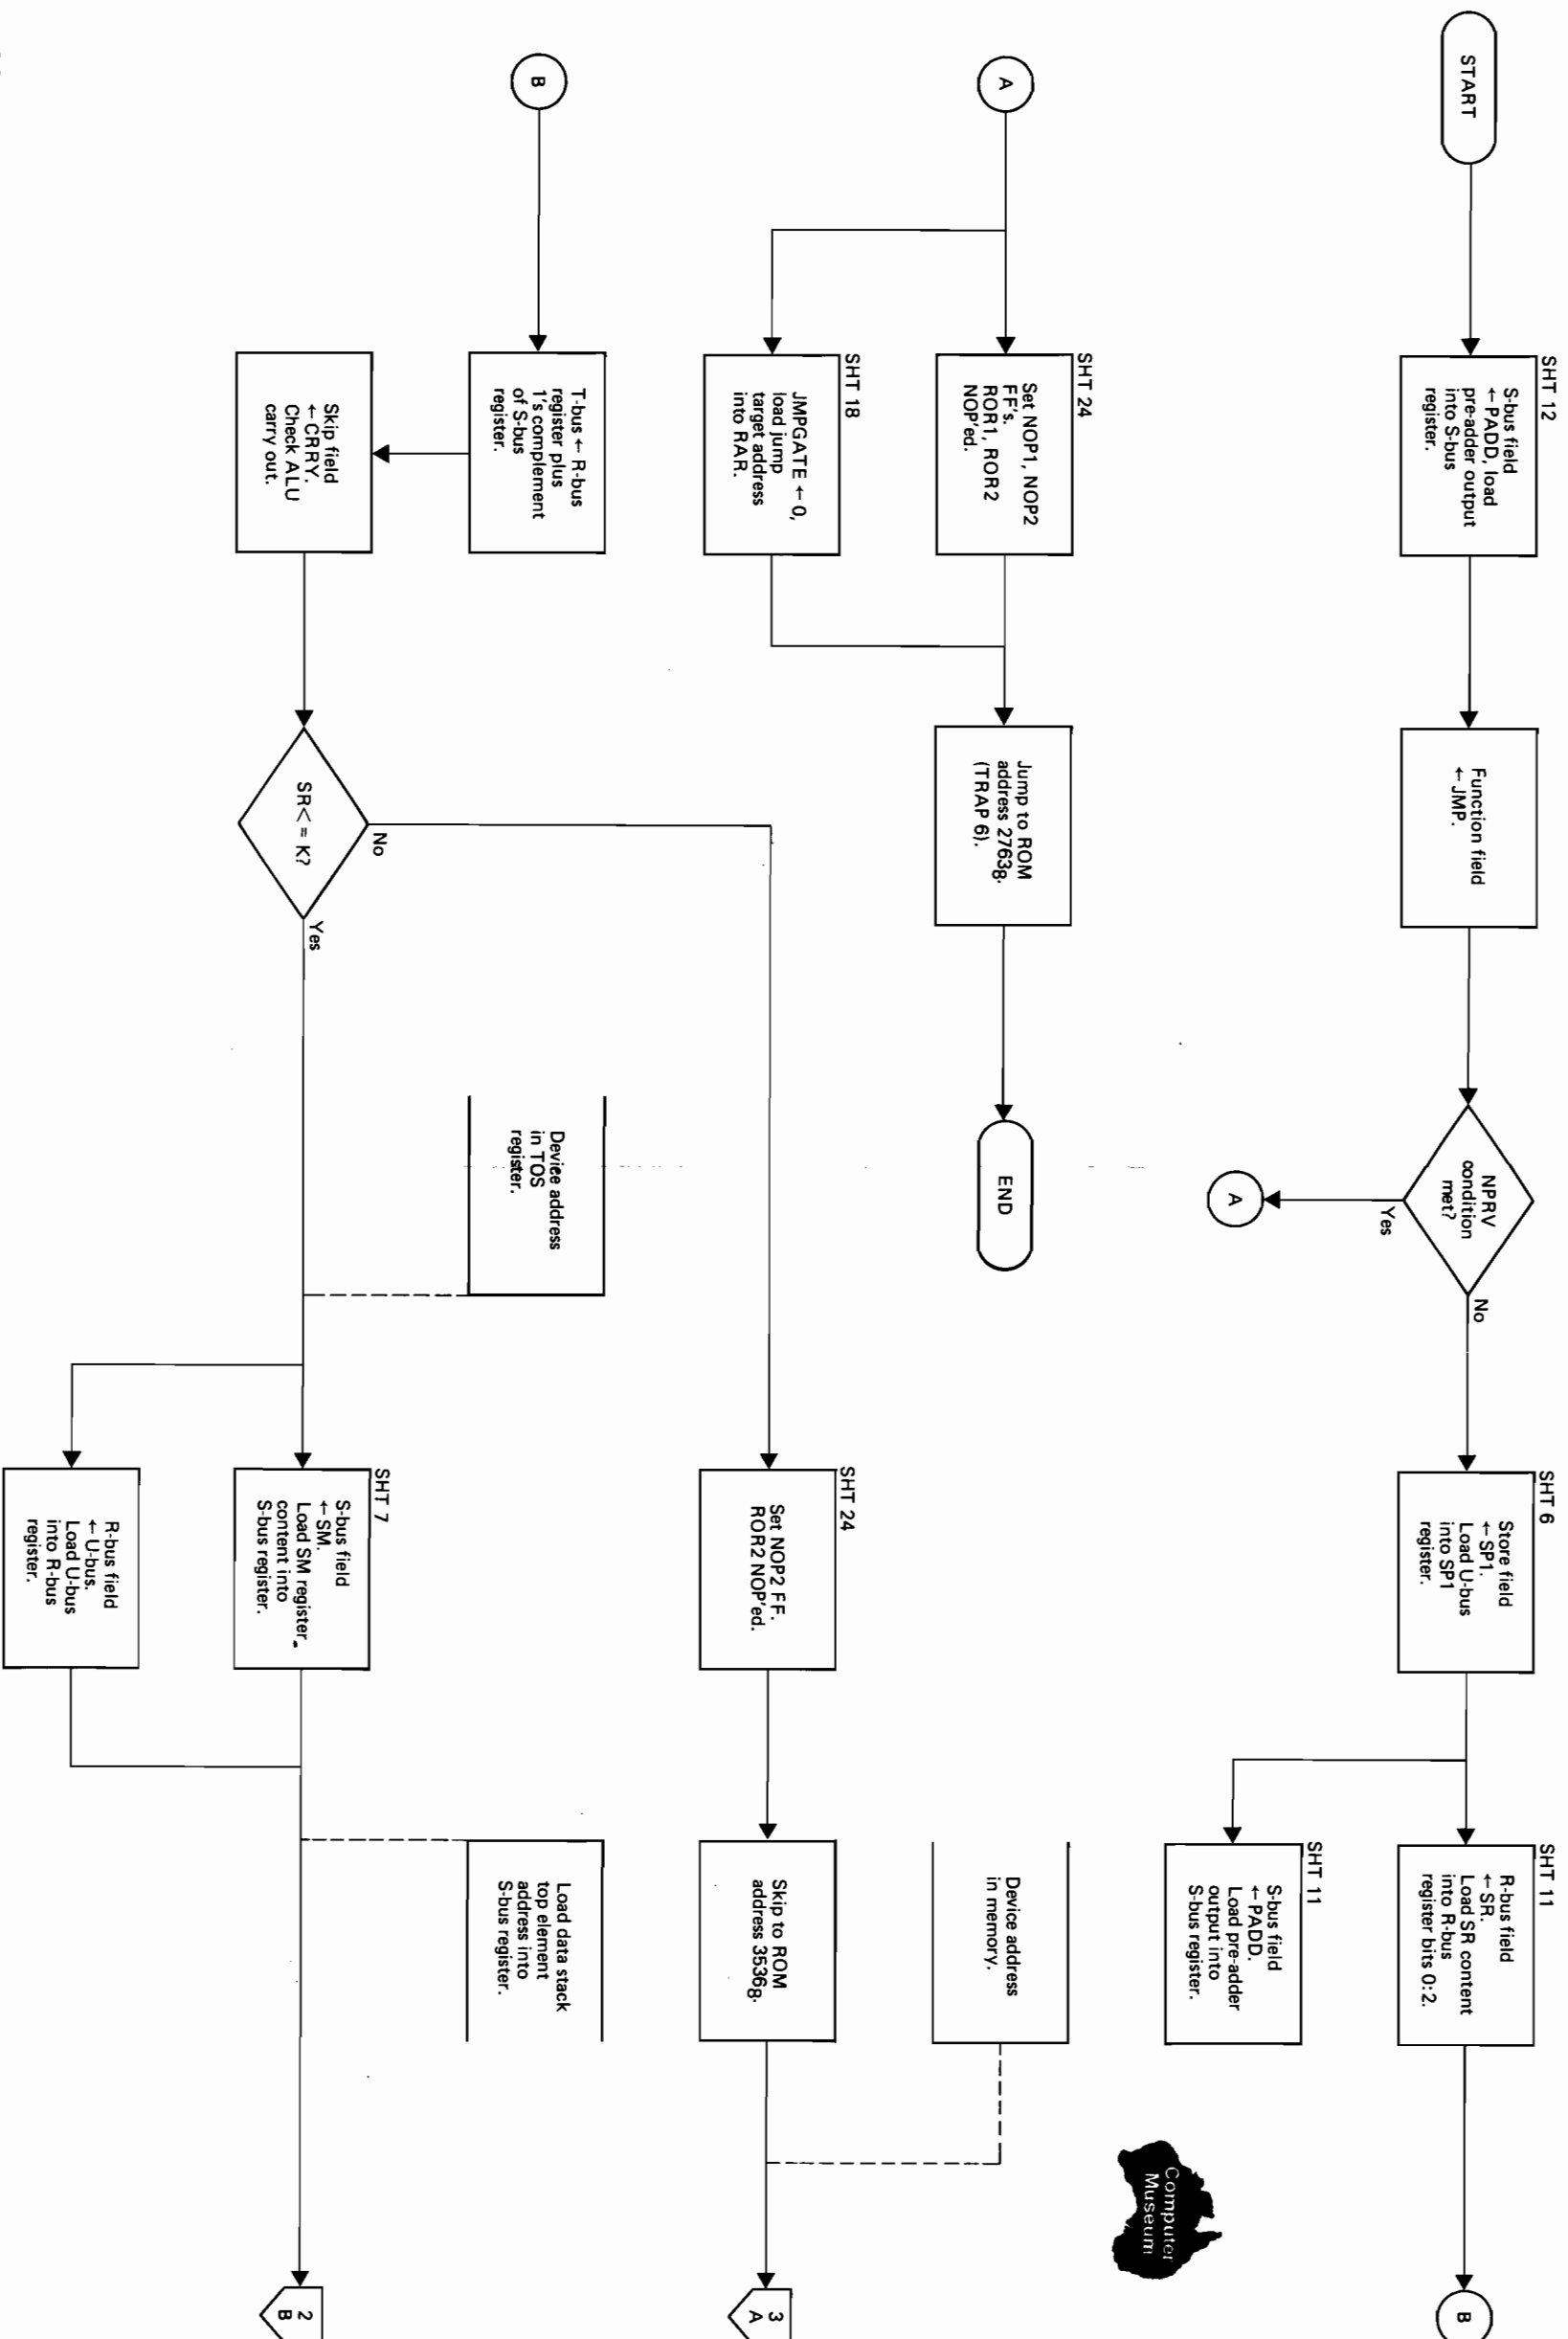 START
SHT 12
S-bus field
← PADD, load
pre-adder output
into S-bus
register.
Function field
← JMP.
NPRV
condition
met?
Yes
A
No
SHT 6
Store field
← SP1.
Load U-bus
into SP1
register.
SHT 11
R-bus field
← SR.
Load SR content
into R-bus
register bits 0:2.
B
SHT 11
S-bus field
← PADD.
Load pre-adder
output into
S-bus register.
Computer
Museum
A
SHT 24
Set NOP1, NOP2
FF's.
ROR1, ROR2
NOP'ed.
SHT 18
JMPGATE ← 0,
load jump
target address
into RAR.
Jump to ROM
address 2763₈.
(TRAP 6).
END
Device address
in memory.
B
T-bus ← R-bus
register plus
1's complement
of S-bus
register.
Skip field
← CRRY.
Check ALU
carry out.
SR< = K?
No
Yes
SHT 24
Set NOP2 FF.
ROR2 NOP'ed.
Skip to ROM
address 3536₈.
3
A
Device address
in TOS
register.
SHT 7
S-bus field
← SM.
Load SM register
content into
S-bus register.
R-bus field
← U-bus.
Load U-bus
into R-bus
register.
Load data stack
top element
address into
S-bus register.
2
B